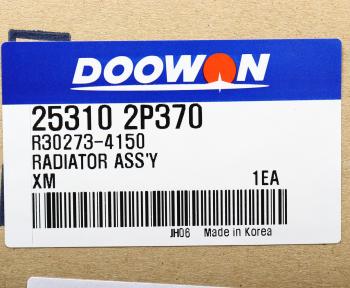 DOOWON
25310 2P370
R30273-4150
RADIATOR ASS'Y
XM 1EA
JH06 Made in Korea